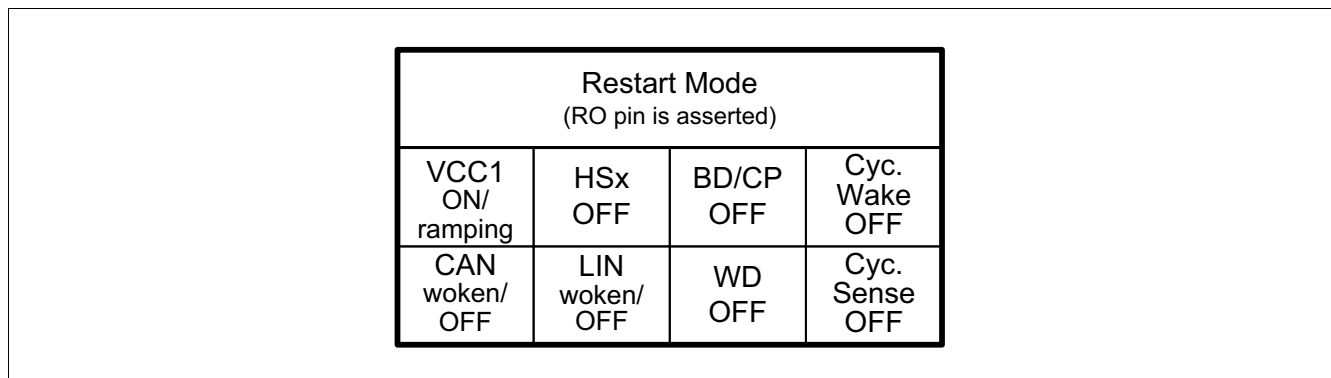 Restart Mode
(RO pin is asserted)
VCC1
ON/
ramping
HSx
OFF
BD/CP
OFF
Cyc.
Wake
OFF
CAN
woken/
OFF
LIN
woken/
OFF
WD
OFF
Cyc.
Sense
OFF